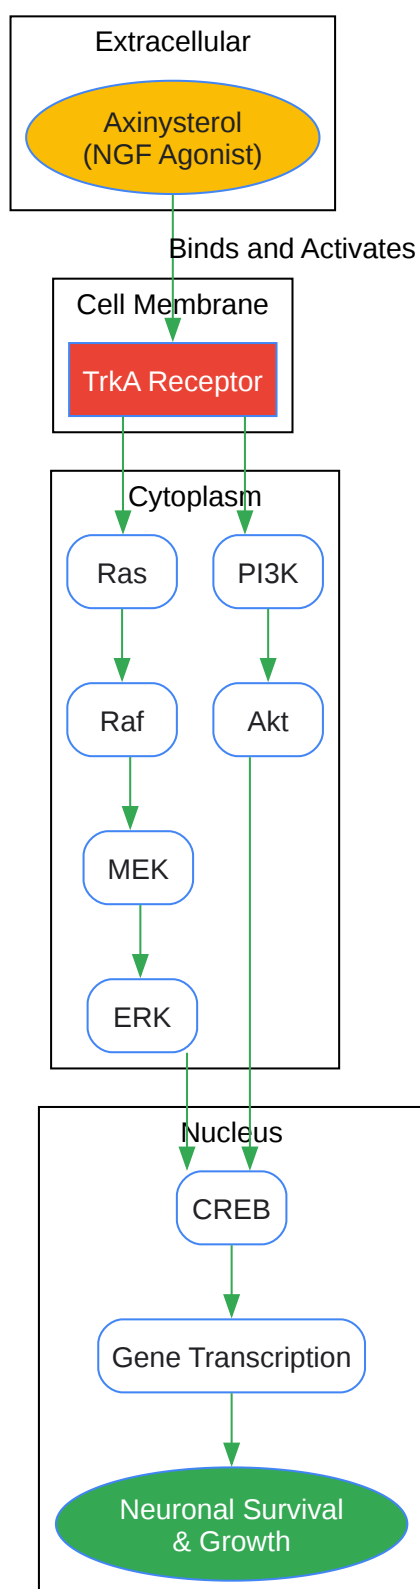 Extracellular
Axinysterol
(NGF Agonist)
Binds and Activates
Cell Membrane
TrkA Receptor
Cytoplasm
Ras
PI3K
Raf
Akt
MEK
ERK
Nucleus
CREB
Gene Transcription
Neuronal Survival
& Growth